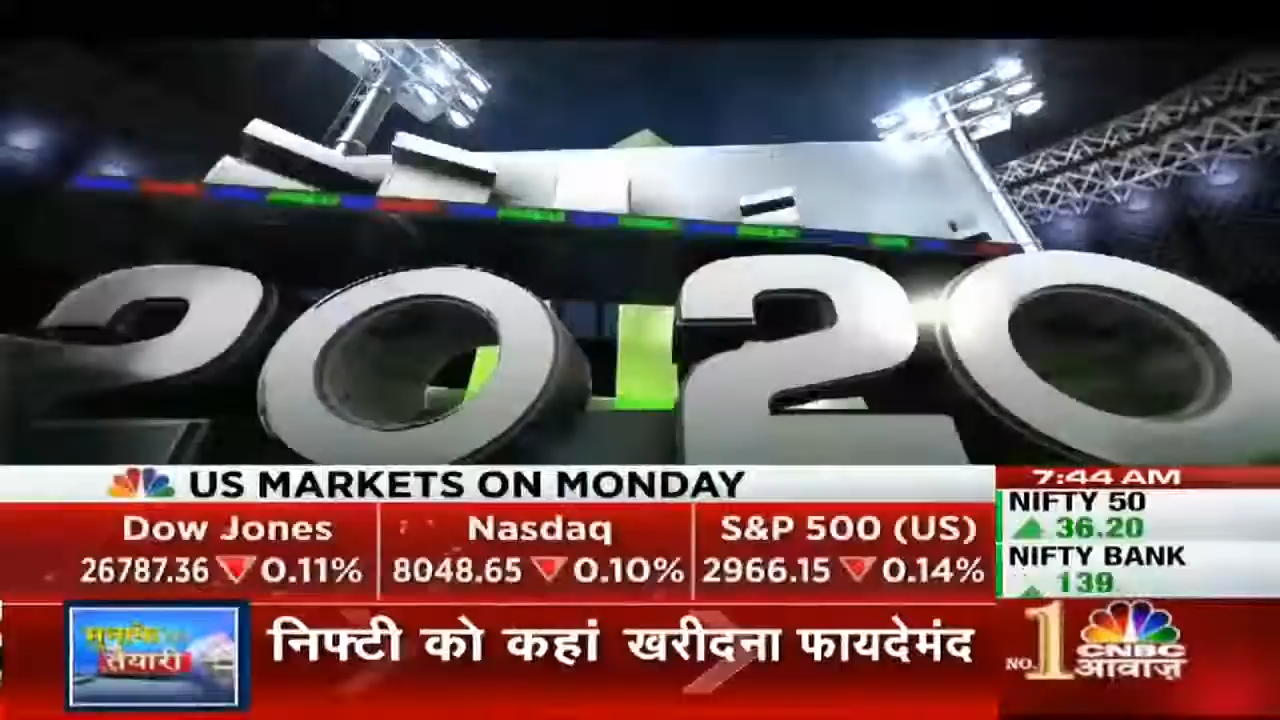 2020
US MARKETS ON MONDAY
7:44 AM
Dow Jones
26787.36 ▼ 0.11%
Nasdaq
8048.65 ▼ 0.10%
S&P 500 (US)
2966.15 ▼ 0.14%
NIFTY 50
▲ 36.20
NIFTY BANK
▲ 139
तैयारी
निफ्टी को कहां खरीदना फायदेमंद
NO.1
CNBC
आवाज़